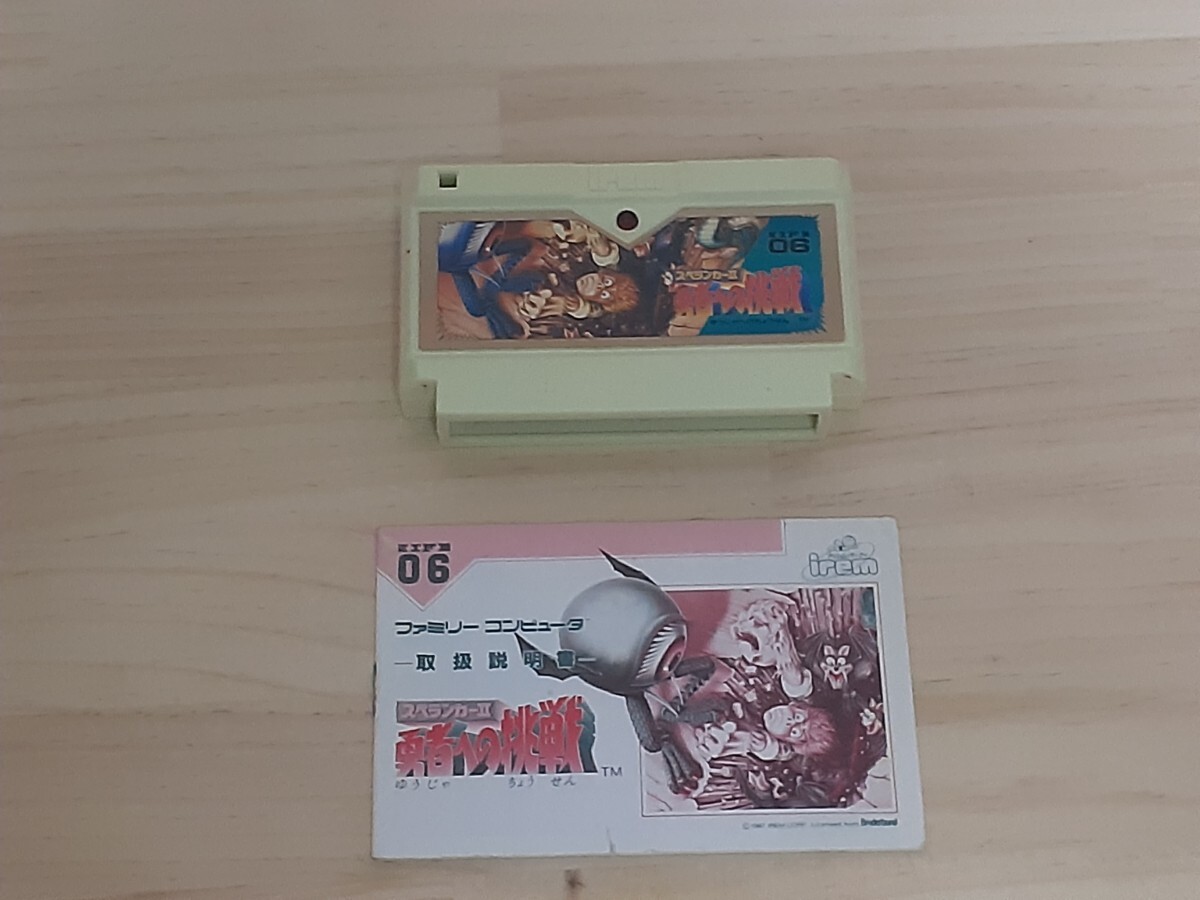 irem
06
スペランカーII
勇者への挑戦
06
irem
ファミリー コンピュータ
取扱説明書
スペランカーII
勇者への挑戦
TM
ゆうじゃ ちょう せん
Brøderbund